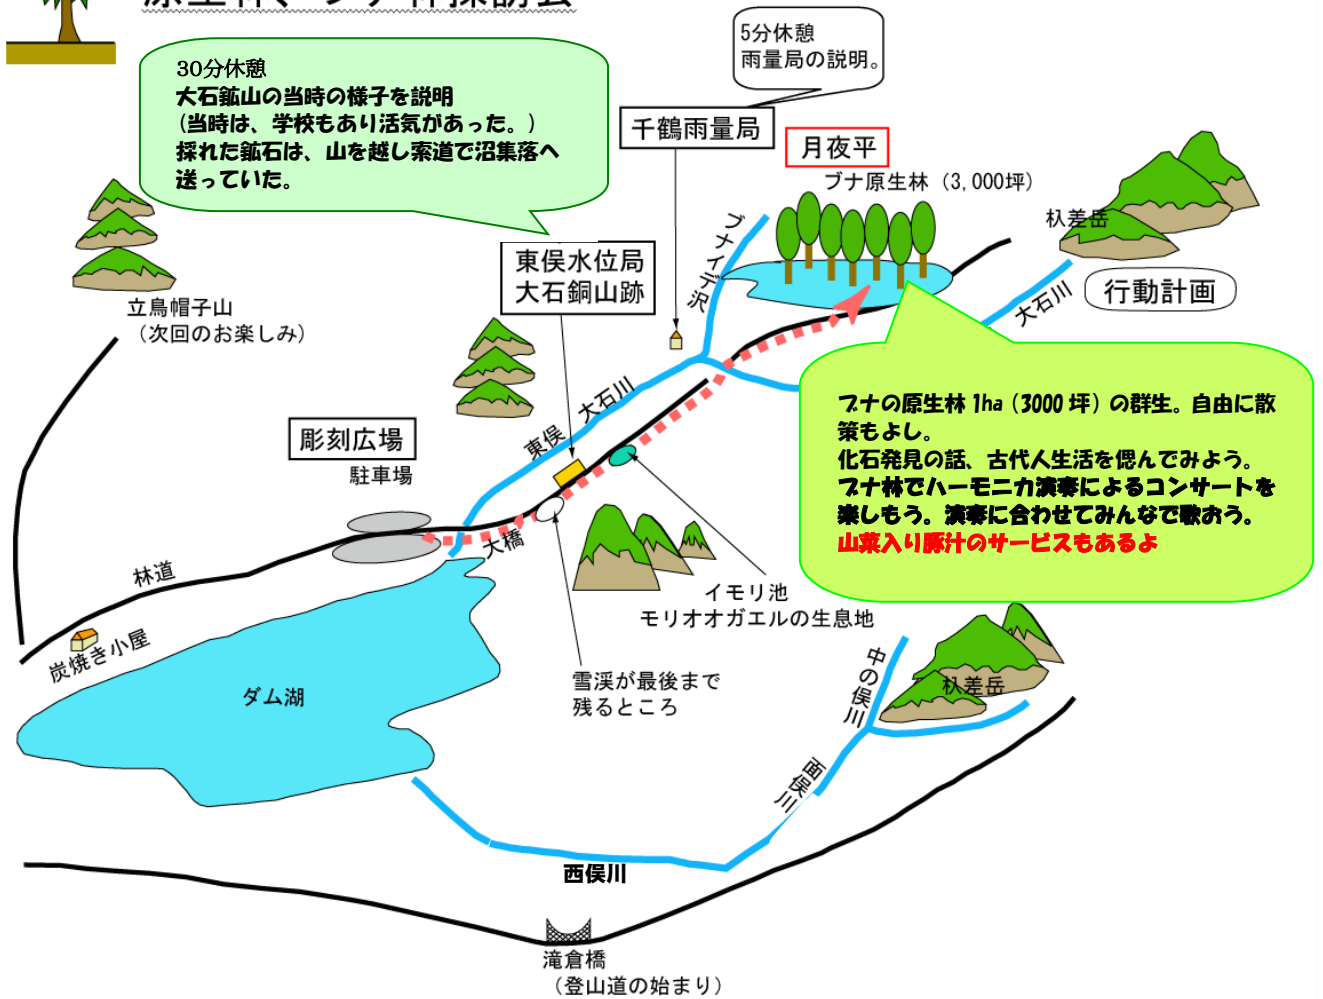 5分休憩
雨量局の説明。
30分休憩
大石鉱山の当時の様子を説明
(当時は、学校もあり活気があった。)
採れた鉱石は、山を越し索道で沼集落へ
送っていた。
千鶴雨量局
月夜平
ブナ原生林（3,000坪）
杁差岳
ブナイデ沢
東俣水位局
大石銅山跡
行動計画
大石川
立烏帽子山
（次回のお楽しみ）
大石川
東俣
ブナの原生林 1ha（3000 坪）の群生。自由に散
策もよし。
化石発見の話、古代人生活を偲んでみよう。
ブナ林でハーモニカ演奏によるコンサートを
楽しもう。演奏に合わせてみんなで歌おう。
山菜入り豚汁のサービスもあるよ
彫刻広場
駐車場
大橋
林道
イモリ池
モリオオガエルの生息地
炭焼き小屋
雪渓が最後まで
残るところ
ダム湖
中の俣川
杁差岳
西俣川
西俣川
滝倉橋
（登山道の始まり）